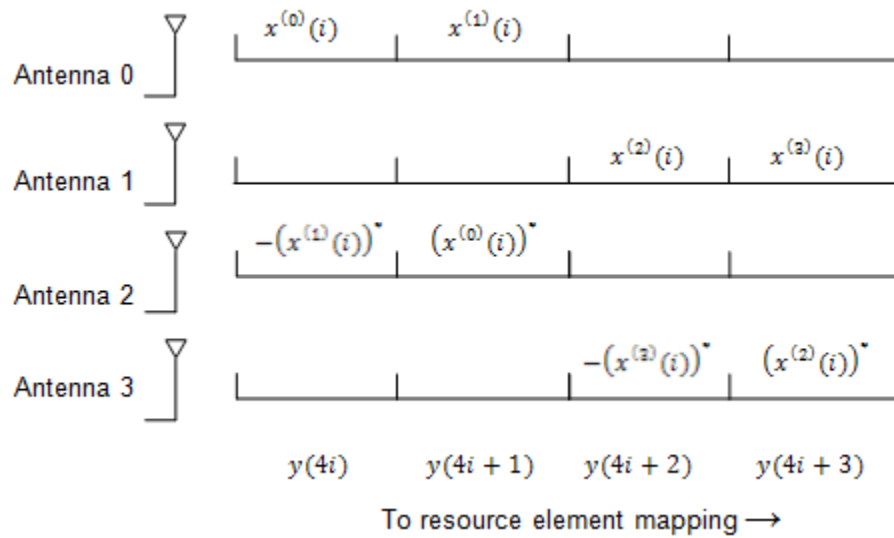 x⁽⁰⁾(i) x⁽¹⁾(i)
Antenna 0
x⁽²⁾(i) x⁽³⁾(i)
Antenna 1
−(x⁽¹⁾(i))* (x⁽⁰⁾(i))*
Antenna 2
−(x⁽³⁾(i))* (x⁽²⁾(i))*
Antenna 3
y(4i) y(4i + 1) y(4i + 2) y(4i + 3)
To resource element mapping →